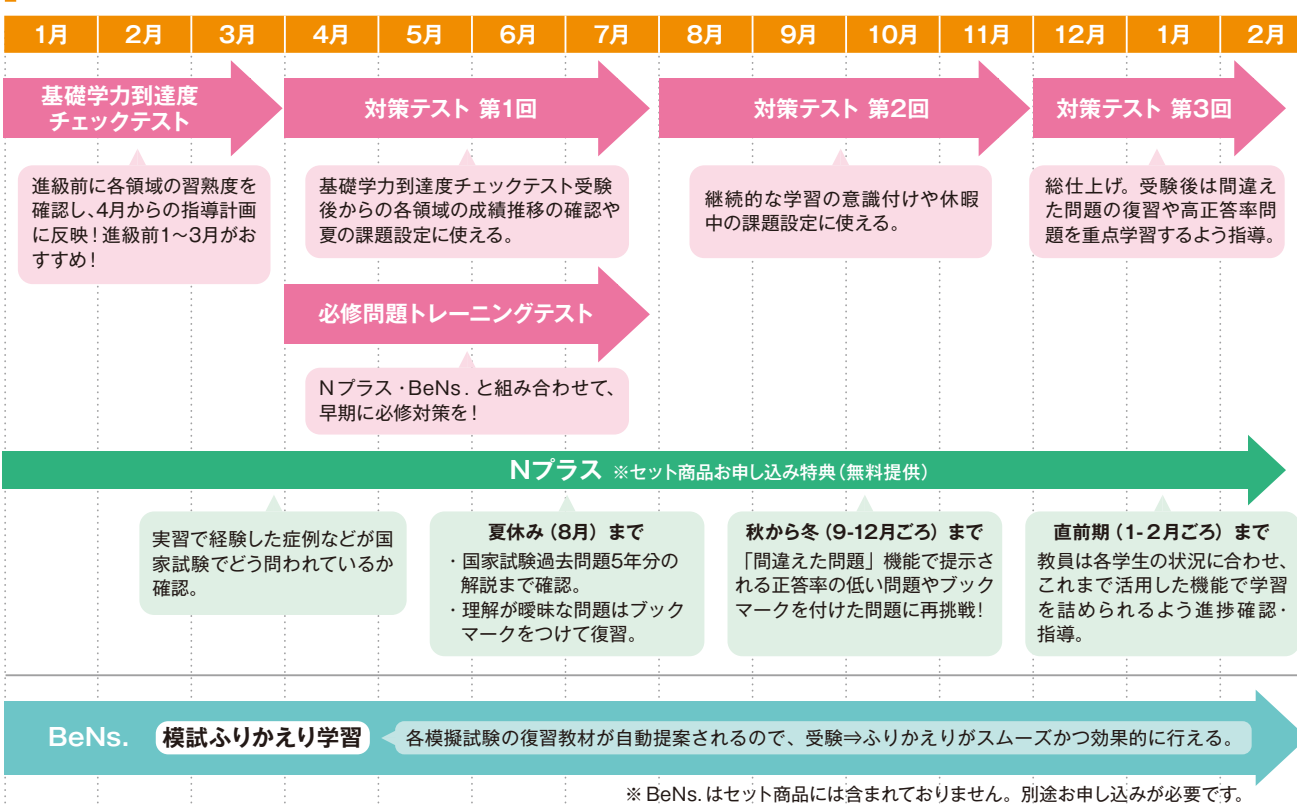 1月 2月 3月 4月 5月 6月 7月 8月 9月 10月 11月 12月 1月 2月
基礎学力到達度
チェックテスト
対策テスト 第1回
対策テスト 第2回
対策テスト 第3回
進級前に各領域の習熟度を
確認し、4月からの指導計画
に反映！進級前1〜3月がお
すすめ！
基礎学力到達度チェックテスト受験
後からの各領域の成績推移の確認や
夏の課題設定に使える。
継続的な学習の意識付けや休暇
中の課題設定に使える。
総仕上げ。受験後は間違え
た問題の復習や高正答率問
題を重点学習するよう指導。
必修問題トレーニングテスト
Nプラス・BeNs. と組み合わせて、
早期に必修対策を！
Nプラス ※セット商品お申し込み特典（無料提供）
実習で経験した症例などが国
家試験でどう問われているか
確認。
夏休み（8月）まで
・国家試験過去問題5年分の
解説まで確認。
・理解が曖昧な問題はブック
マークをつけて復習。
秋から冬（9-12月ごろ）まで
「間違えた問題」機能で提示さ
れる正答率の低い問題やブック
マークを付けた問題に再挑戦！
直前期（1-2月ごろ）まで
教員は各学生の状況に合わせ、
これまで活用した機能で学習
を詰められるよう進捗確認・
指導。
BeNs. 模試ふりかえり学習 各模擬試験の復習教材が自動提案されるので、受験⇒ふりかえりがスムーズかつ効果的に行える。
※ BeNs. はセット商品には含まれておりません。別途お申し込みが必要です。